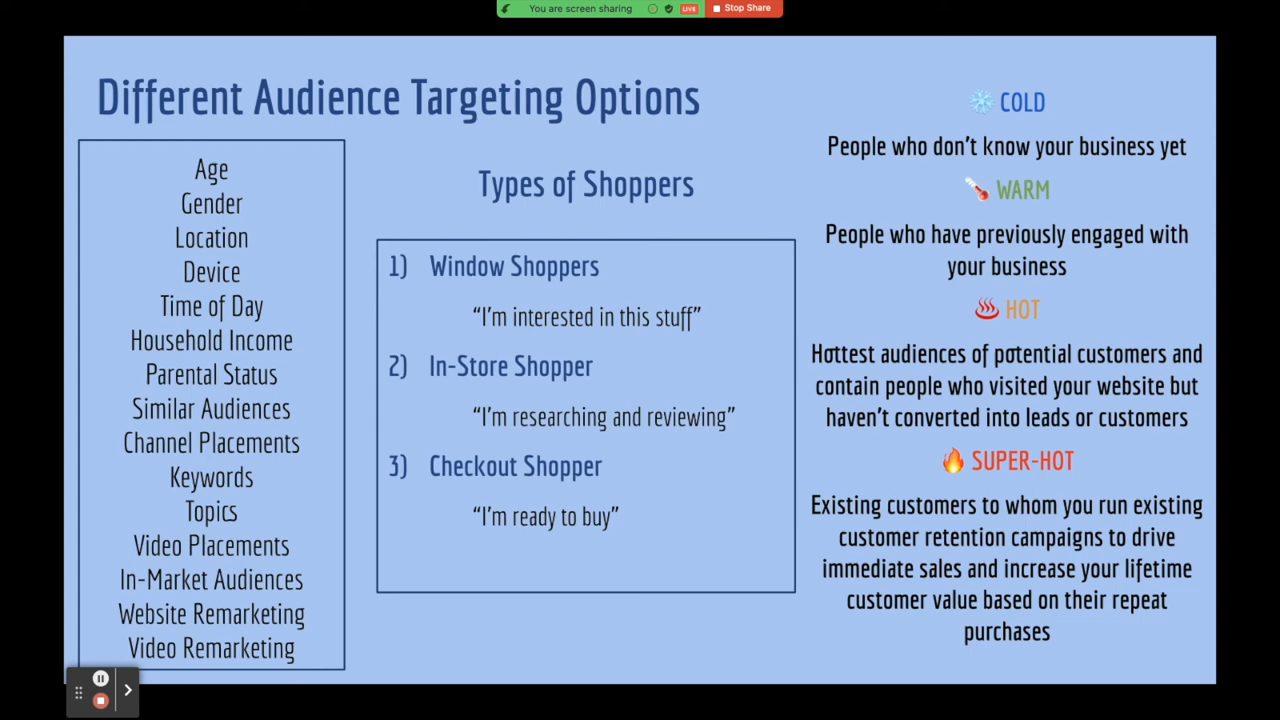 You are screen sharing
LIVE
Stop Share
Different Audience Targeting Options
Age
Gender
Location
Device
Time of Day
Household Income
Parental Status
Similar Audiences
Channel Placements
Keywords
Topics
Video Placements
In-Market Audiences
Website Remarketing
Video Remarketing
Types of Shoppers
1) Window Shoppers
“I’m interested in this stuff”
2) In-Store Shopper
“I’m researching and reviewing”
3) Checkout Shopper
“I’m ready to buy”
COLD
People who don’t know your business yet
WARM
People who have previously engaged with
your business
HOT
Hottest audiences of potential customers and
contain people who visited your website but
haven’t converted into leads or customers
SUPER-HOT
Existing customers to whom you run existing
customer retention campaigns to drive
immediate sales and increase your lifetime
customer value based on their repeat
purchases